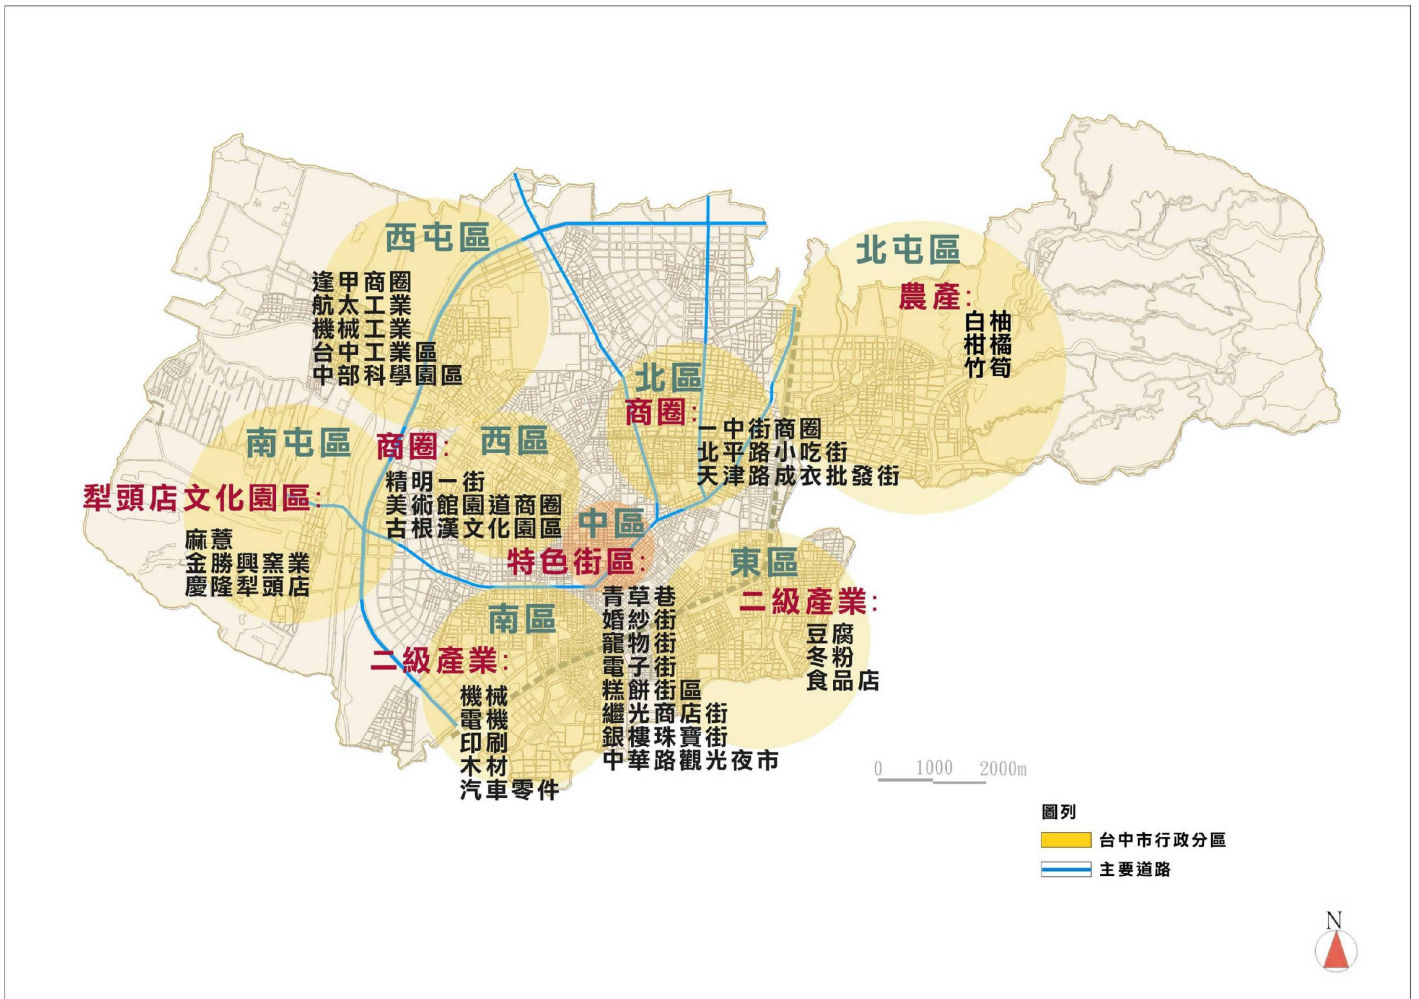 西屯區
逢甲商圈
航太工業
機械工業
台中工業區
中部科學園區
北屯區
農產:
白柚
柑橘
竹筍
北區
商圈:
一中街商圈
北平路小吃街
天津路成衣批發街
南屯區
犁頭店文化園區:
麻薏
金勝興窯業
慶隆犁頭店
西區
商圈:
精明一街
美術館園道商圈
古根漢文化園區
中區
特色街區:
青草巷
婚紗街
寵物街
電子街
糕餅街區
繼光商店街
銀樓珠寶街
中華路觀光夜市
東區
二級產業:
豆腐
冬粉
食品店
南區
二級產業:
機械
電機
印刷
木材
汽車零件
0 1000 2000m
圖列
台中市行政分區
主要道路
N